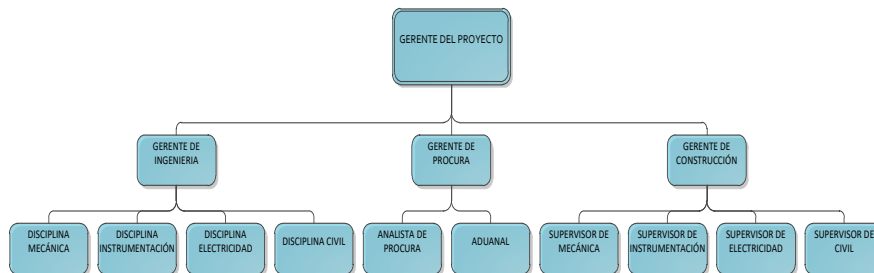 GERENTE DEL PROYECTO
GERENTE DE
INGENIERIA
GERENTE DE
PROCURA
GERENTE DE
CONSTRUCCIÓN
DISCIPLINA
MECÁNICA
DISCIPLINA
INSTRUMENTACIÓN
DISCIPLINA
ELECTRICIDAD
DISCIPLINA CIVIL
ANALISTA DE
PROCURA
ADUANAL
SUPERVISOR DE
MECÁNICA
SUPERVISOR DE
INSTRUMENTACIÓN
SUPERVISOR DE
ELECTRICIDAD
SUPERVISOR DE
CIVIL